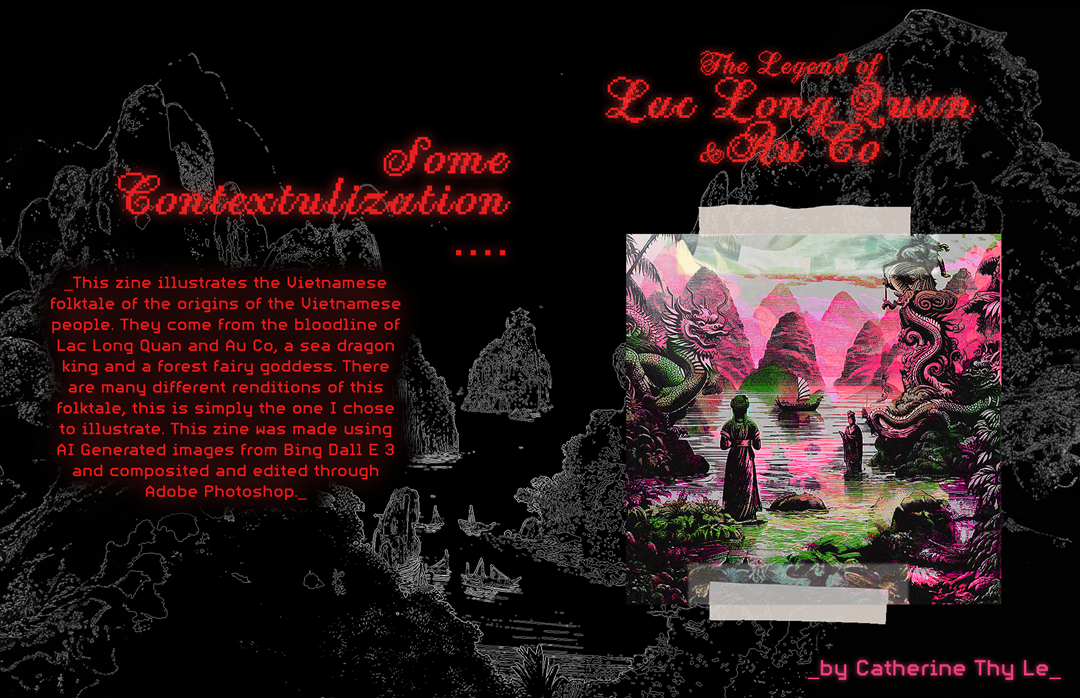 Some
Contextulization
....
_This zine illustrates the Vietnamese
folktale of the origins of the Vietnamese
people. They come from the bloodline of
Lac Long Quan and Au Co, a sea dragon
king and a forest fairy goddess. There
are many different renditions of this
folktale, this is simply the one I chose
to illustrate. This zine was made using
AI Generated images from Bing Dall E 3
and composited and edited through
Adobe Photoshop._
The Legend of
Lac Long Quan
&Au Co
_by Catherine Thy Le_